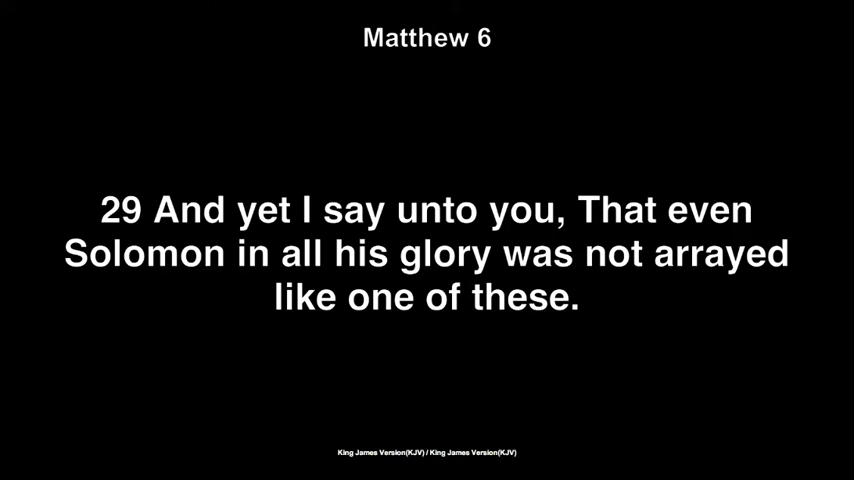 Matthew 6
29 And yet I say unto you, That even
Solomon in all his glory was not arrayed
like one of these.
King James Version(KJV) / King James Version(KJV)